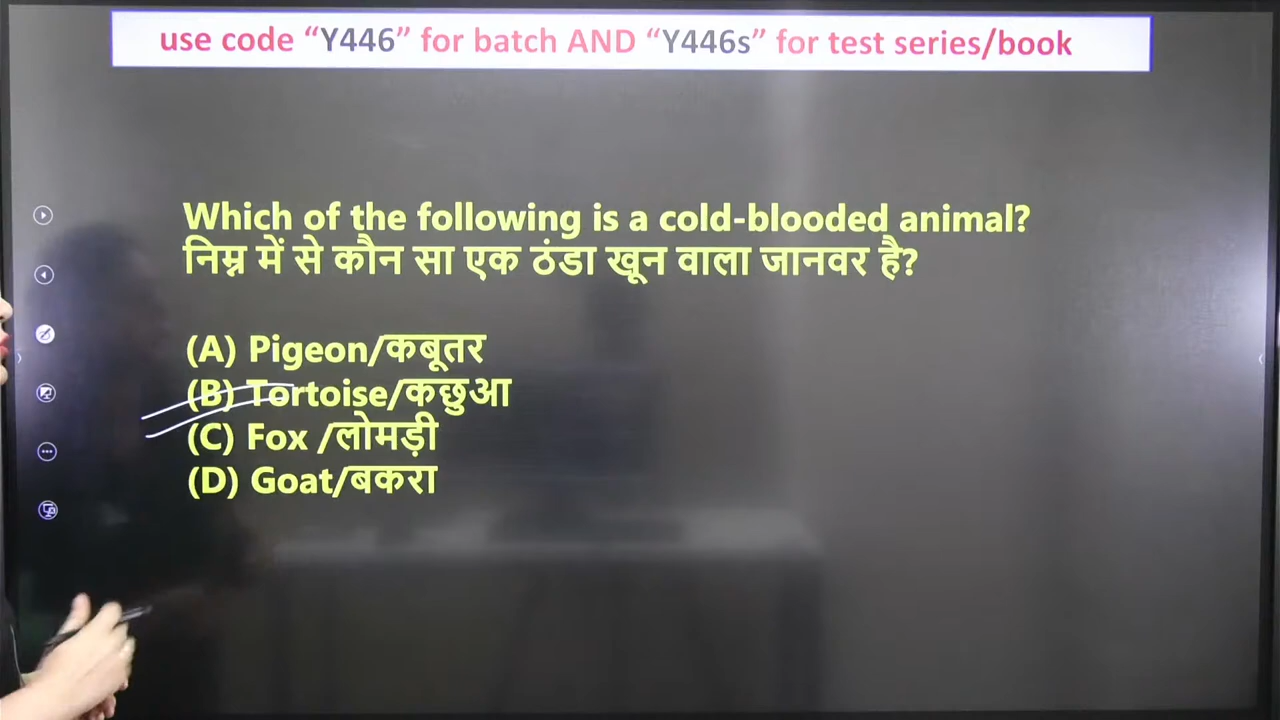 use code “Y446” for batch AND “Y446s” for test series/book
Which of the following is a cold-blooded animal?
निम्न में से कौन सा एक ठंडा खून वाला जानवर है?
(A) Pigeon/कबूतर
(B) Tortoise/कछुआ
(C) Fox /लोमड़ी
(D) Goat/बकरा